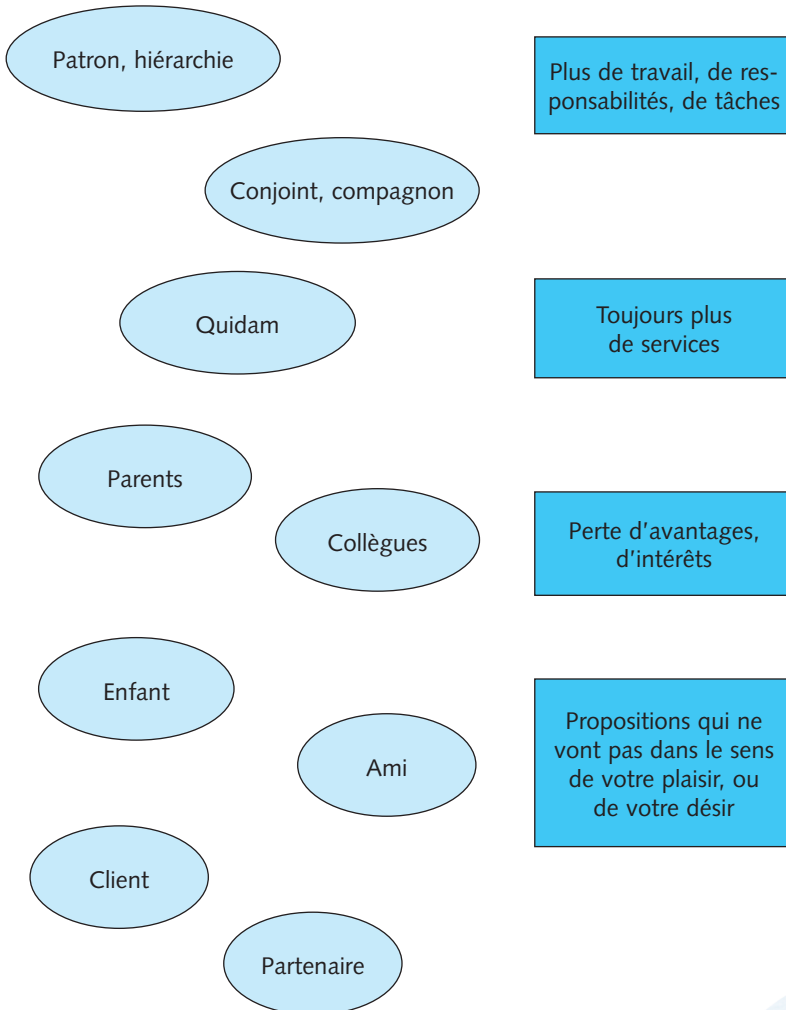 Patron, hiérarchie
Plus de travail, de res-
ponsabilités, de tâches
Conjoint, compagnon
Quidam
Toujours plus
de services
Parents
Collègues
Perte d’avantages,
d’intérêts
Enfant
Ami
Propositions qui ne
vont pas dans le sens
de votre plaisir, ou
de votre désir
Client
Partenaire